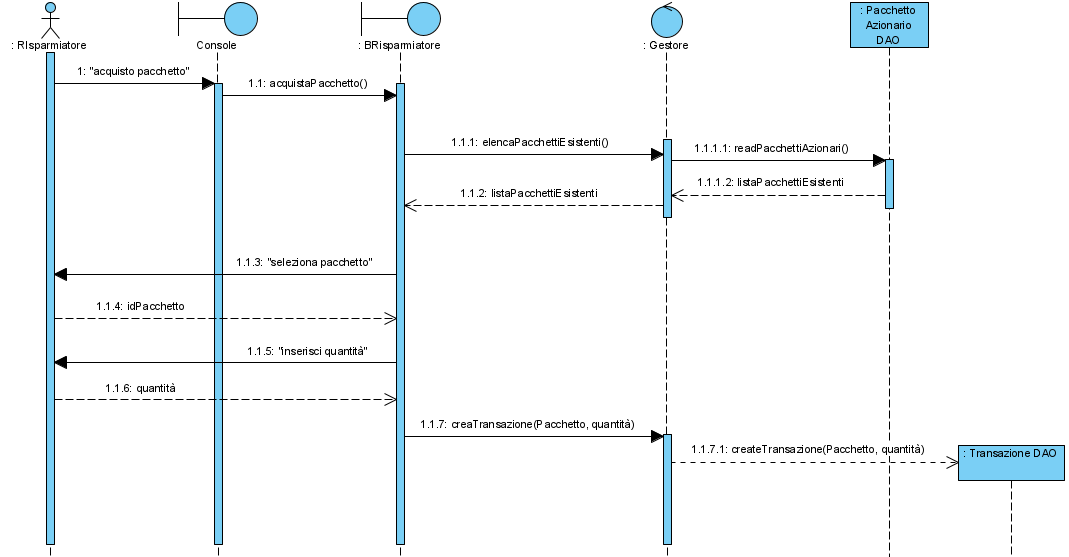 : RIsparmiatore
Console
: BRisparmiatore
: Gestore
: Pacchetto
Azionario
DAO
1: "acquisto pacchetto"
1.1: acquistaPacchetto()
1.1.1: elencaPacchettiEsistenti()
1.1.1.1: readPacchettiAzionari()
1.1.1.2: listaPacchettiEsistenti
1.1.2: listaPacchettiEsistenti
1.1.3: "seleziona pacchetto"
1.1.4: idPacchetto
1.1.5: "inserisci quantità"
1.1.6: quantità
1.1.7: creaTransazione(Pacchetto, quantità)
1.1.7.1: createTransazione(Pacchetto, quantità)
: Transazione DAO